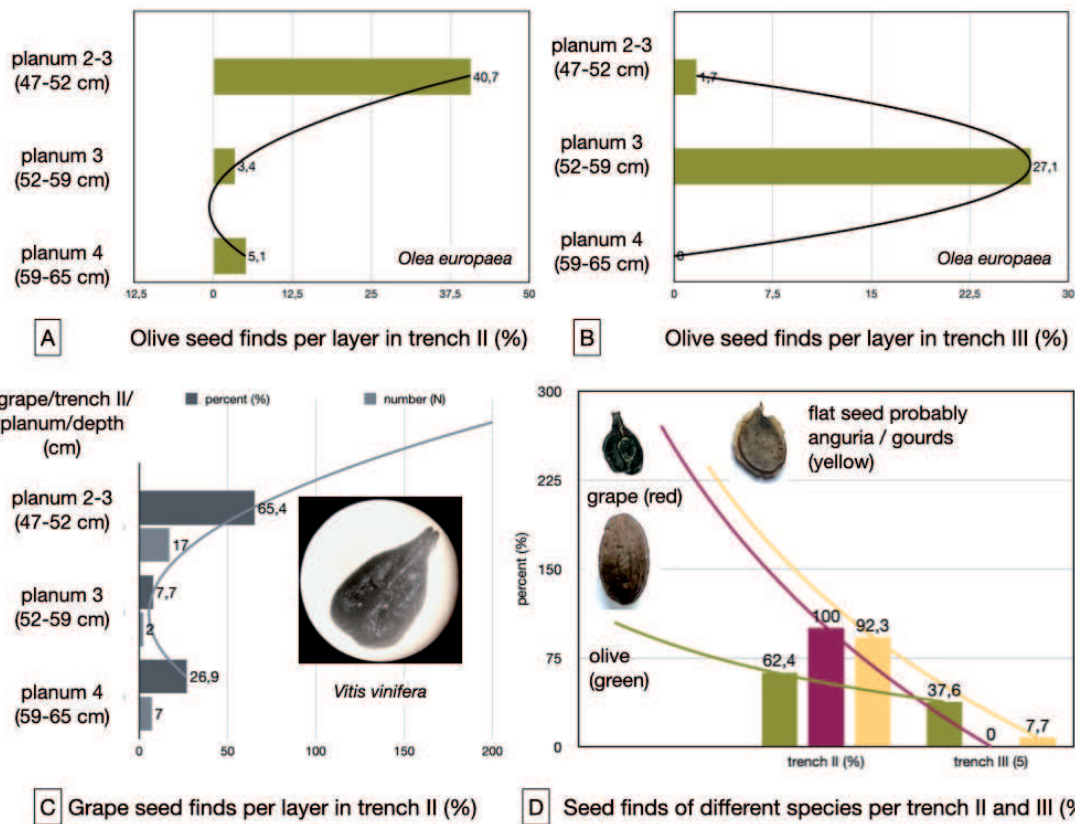 planum 2-3
(47-52 cm)
40,7
planum 3
(52-59 cm)
3,4
planum 4
(59-65 cm)
5,1
Olea europaea
-12,5 0 12,5 25 37,5 50
A Olive seed finds per layer in trench II (%)
planum 2-3
(47-52 cm)
1,7
planum 3
(52-59 cm)
27,1
planum 4
(59-65 cm)
0
Olea europaea
0 7,5 15 22,5 30
B Olive seed finds per layer in trench III (%)
grape/trench II/
planum/depth
(cm)
percent (%) number (N)
planum 2-3
(47-52 cm)
65,4
17
planum 3
(52-59 cm)
7,7
2
planum 4
(59-65 cm)
26,9
7
Vitis vinifera
0 50 100 150 200
C Grape seed finds per layer in trench II (%)
300
225
150
75
0
percent (%)
flat seed probably
anguria / gourds
(yellow)
grape (red)
olive
(green)
62,4 100 92,3
37,6 0 7,7
trench II (%) trench III (5)
D Seed finds of different species per trench II and III (%